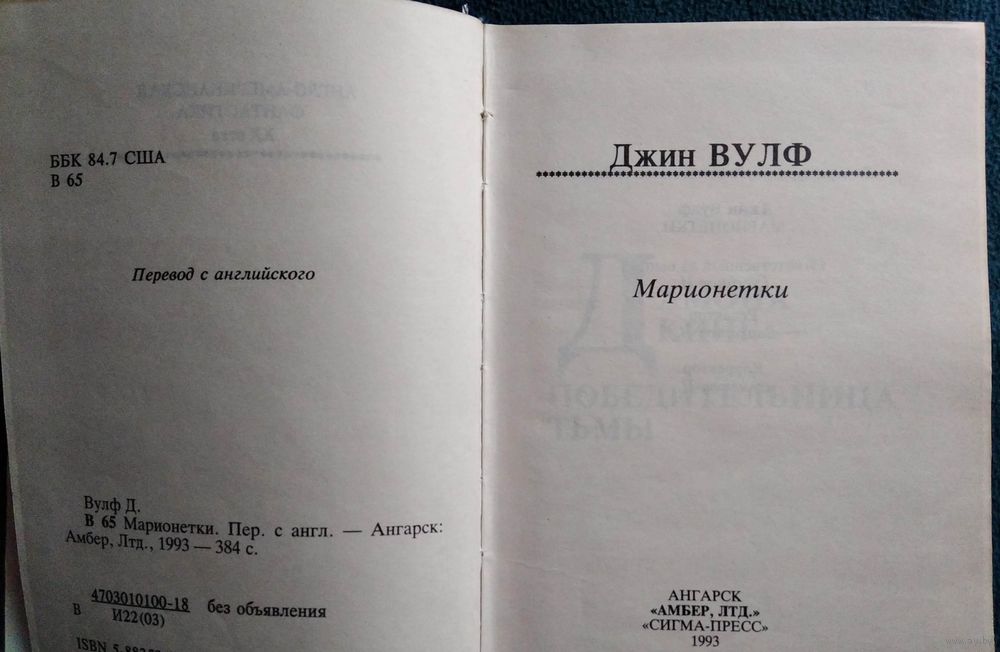 ББК 84.7 США
В 65
Перевод с английского
Вулф Д.
В 65 Марионетки. Пер. с англ. — Ангарск:
Амбер, Лтд., 1993 — 384 с.
В 4703010100-18 без объявления
И22(03)
ISBN
Джин ВУЛФ
Марионетки
АНГАРСК
«АМБЕР, ЛТД.»
«СИГМА-ПРЕСС»
1993